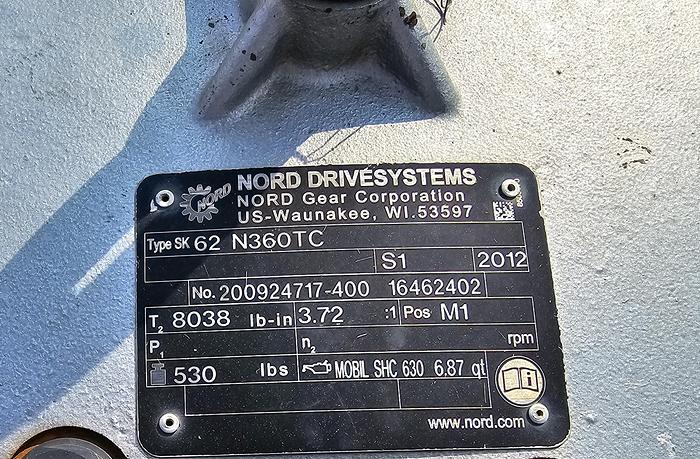 NORD
NORD DRIVESYSTEMS
NORD Gear Corporation
US-Waunakee, WI.53597
Type SK 62 N360TC
S1 2012
No. 200924717-400 16462402
T2 8038 lb-in 3.72 :1 Pos M1
P1 n2 rpm
530 lbs MOBIL SHC 630 6.87 qt
i
www.nord.com